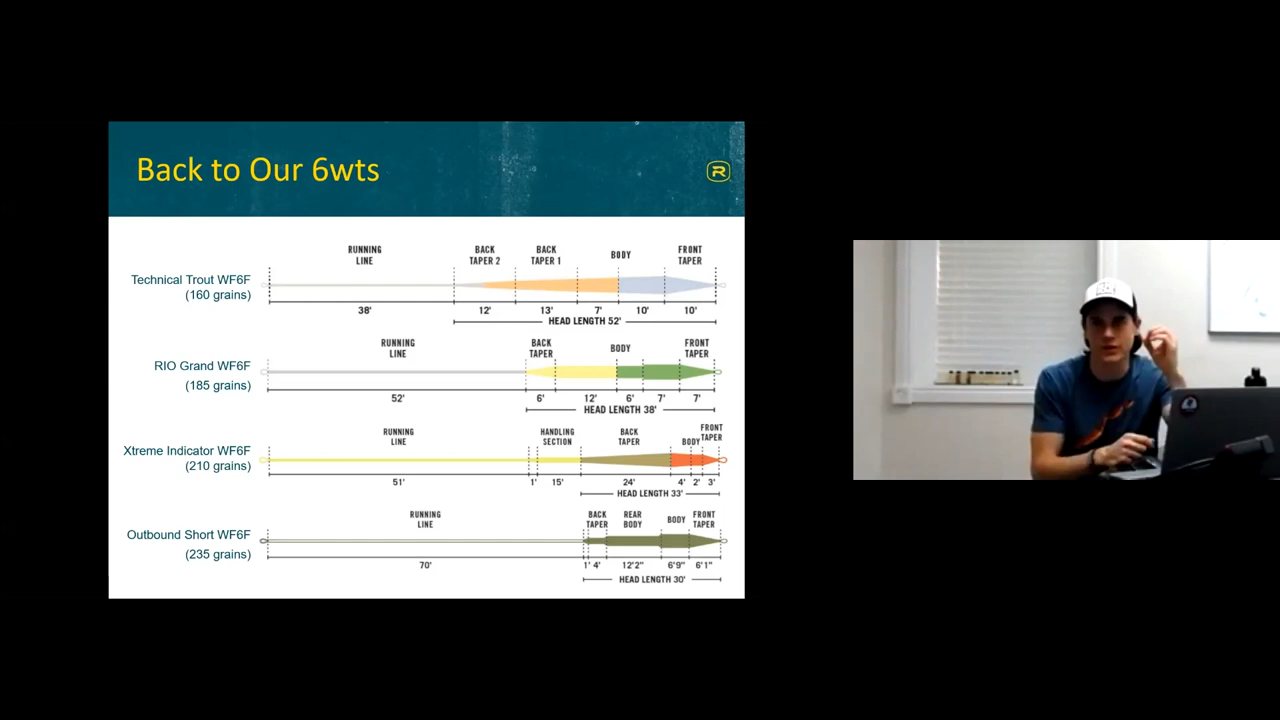 Back to Our 6wts
R
RUNNING LINE
BACK TAPER 2
BACK TAPER 1
BODY
FRONT TAPER
Technical Trout WF6F
(160 grains)
38' 12' 13' 7' 10' 10'
HEAD LENGTH 52'
RUNNING LINE
BACK TAPER
BODY
FRONT TAPER
RIO Grand WF6F
(185 grains)
52' 6' 12' 6' 7' 7'
HEAD LENGTH 38'
RUNNING LINE
HANDLING SECTION
BACK TAPER
BODY
FRONT TAPER
Xtreme Indicator WF6F
(210 grains)
51' 1' 15' 24' 4' 2' 3'
HEAD LENGTH 33'
RUNNING LINE
BACK TAPER
REAR BODY
BODY
FRONT TAPER
Outbound Short WF6F
(235 grains)
70' 1' 4' 12'2" 6'9" 6'1"
HEAD LENGTH 30'